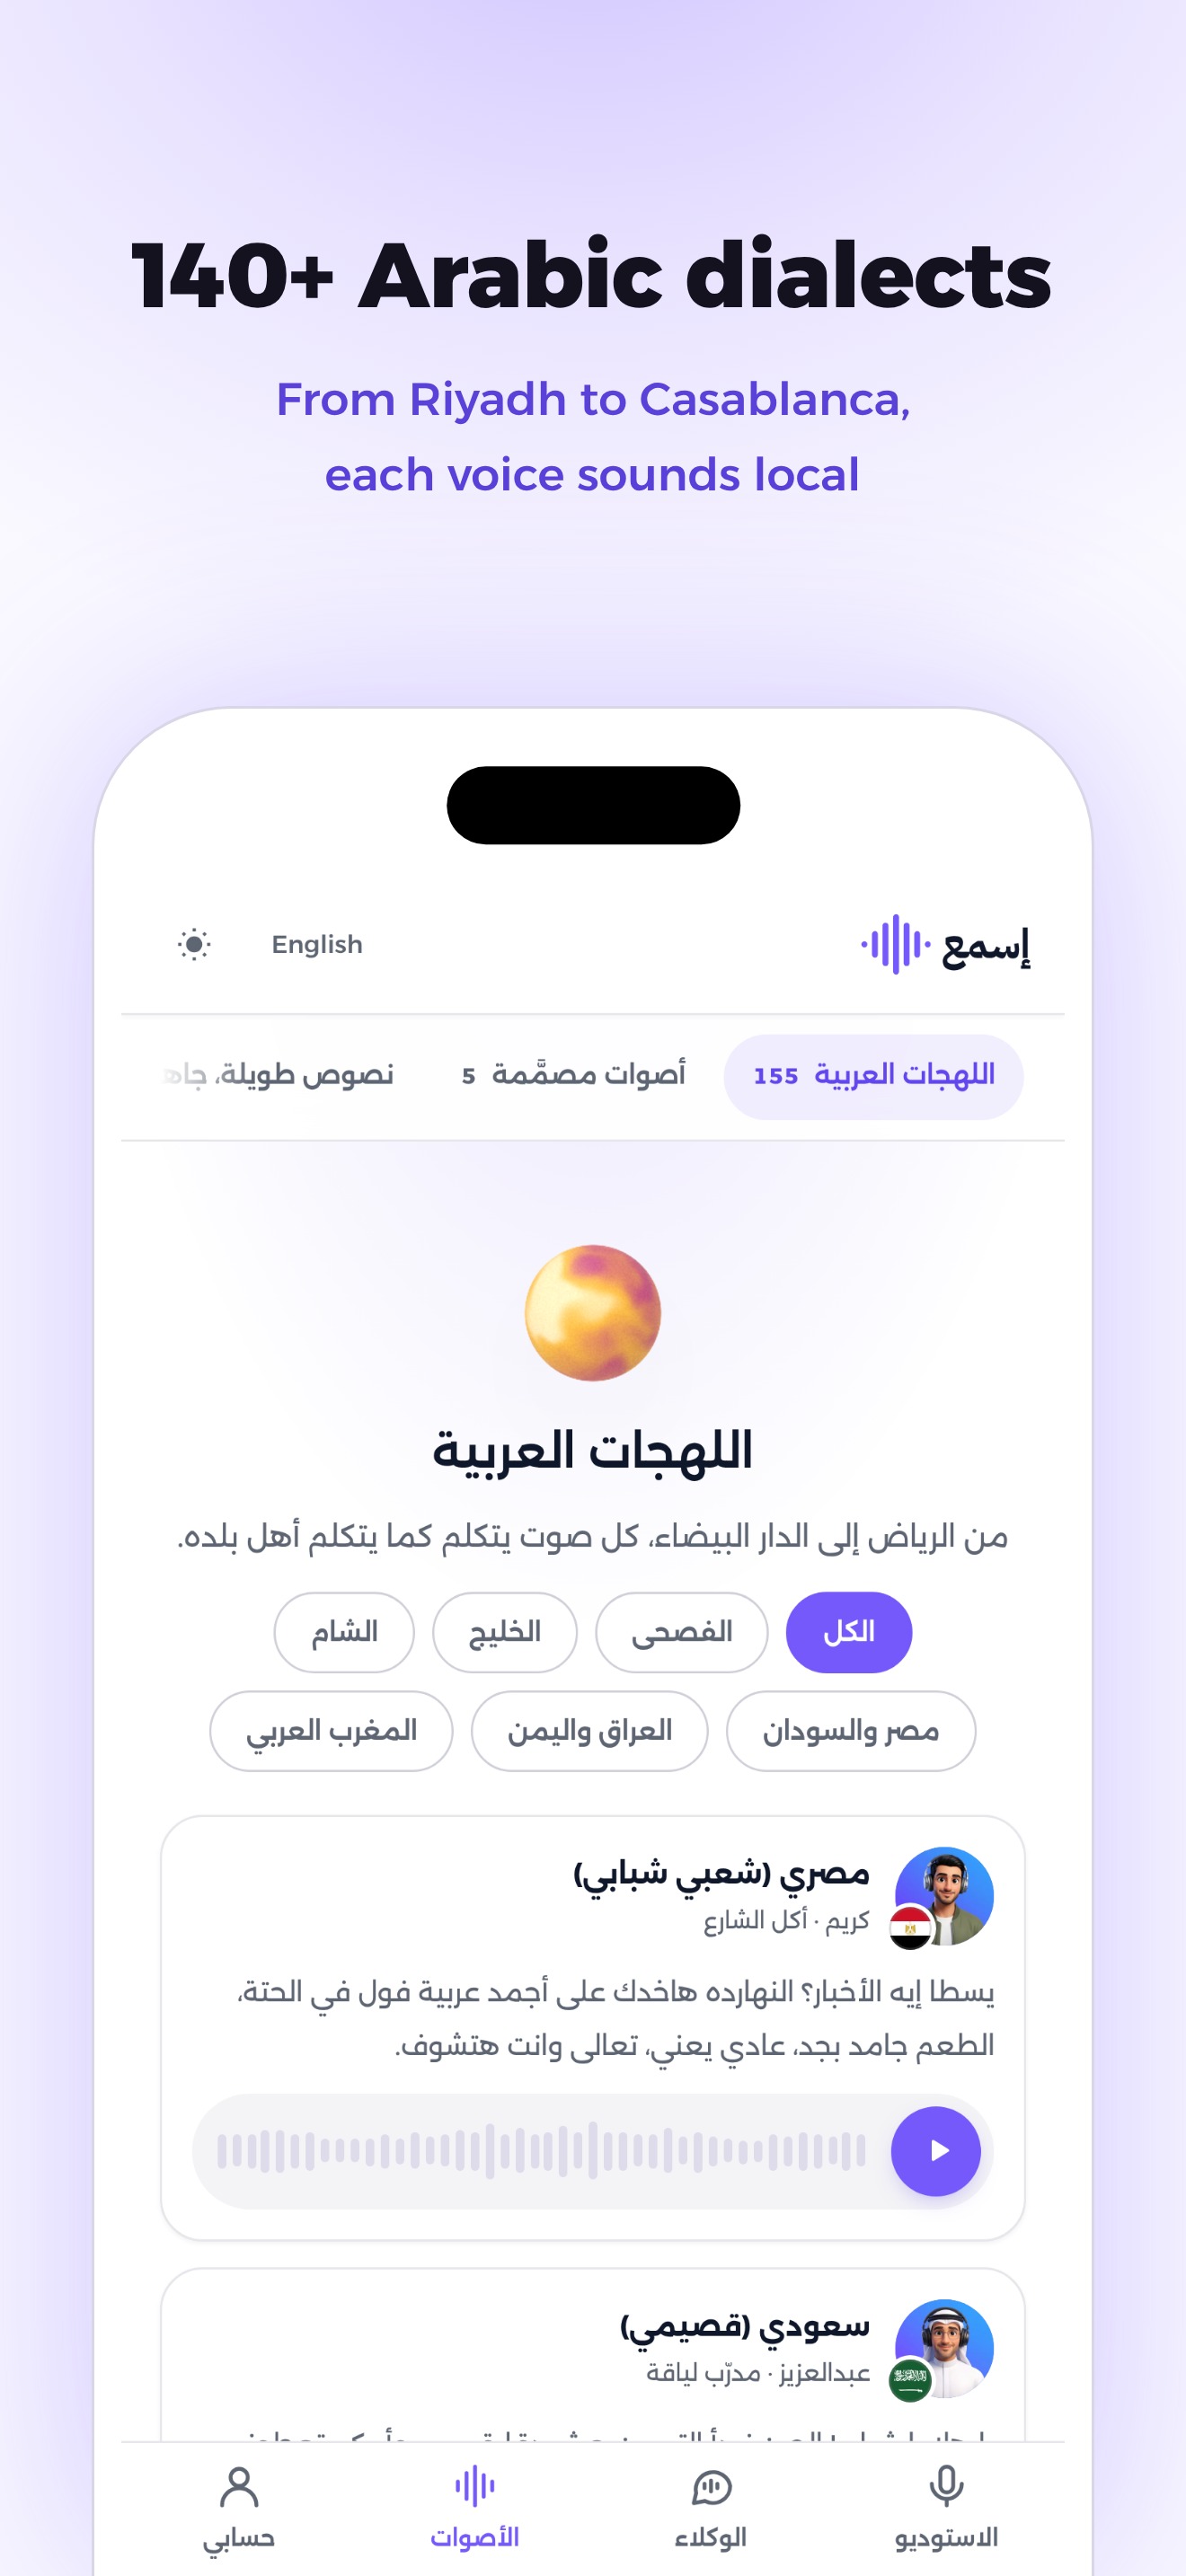 140+ Arabic dialects
From Riyadh to Casablanca,
each voice sounds local
إسمع
English
اللهجات العربية 155
أصوات مصمَّمة 5
نصوص طويلة،
اللهجات العربية
من الرياض إلى الدار البيضاء، كل صوت يتكلم كما يتكلم أهل بلده.
الكل
الفصحى
الخليج
الشام
مصر والسودان
العراق واليمن
المغرب العربي
مصري (شعبي شبابي)
كريم · أكل الشارع
يسطا إيه الأخبار؟ النهارده هاخدك على أجمد عربية فول في الحتة،
الطعم جامد بجد، عادي يعني، تعالى وانت هتشوف.
سعودي (قصيمي)
عبدالعزيز · مدرّب لياقة
الاستوديو
الوكلاء
الأصوات
حسابي